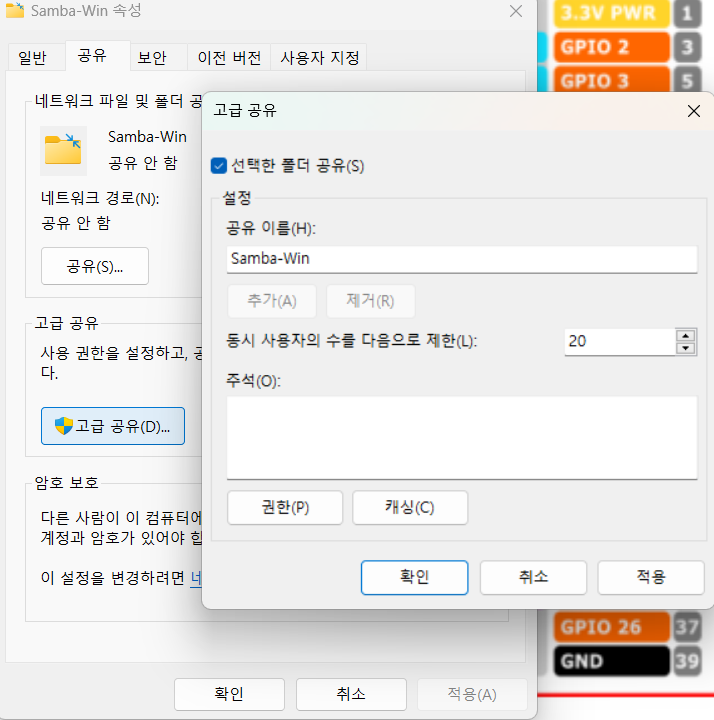 Samba-Win 속성
일반 공유 보안 이전 버전 사용자 지정
네트워크 파일 및 폴더 공
Samba-Win
공유 안 함
네트워크 경로(N):
공유 안 함
공유(S)...
고급 공유
사용 권한을 설정하고, 공
다.
고급 공유(D)...
암호 보호
다른 사람이 이 컴퓨터에
계정과 암호가 있어야 합
이 설정을 변경하려면 네
확인 취소 적용(A)
고급 공유
선택한 폴더 공유(S)
설정
공유 이름(H):
Samba-Win
추가(A) 제거(R)
동시 사용자의 수를 다음으로 제한(L): 20
주석(O):
권한(P) 캐싱(C)
확인 취소 적용
3.3V PWR 1
GPIO 2 3
GPIO 3 5
GPIO 26 37
GND 39